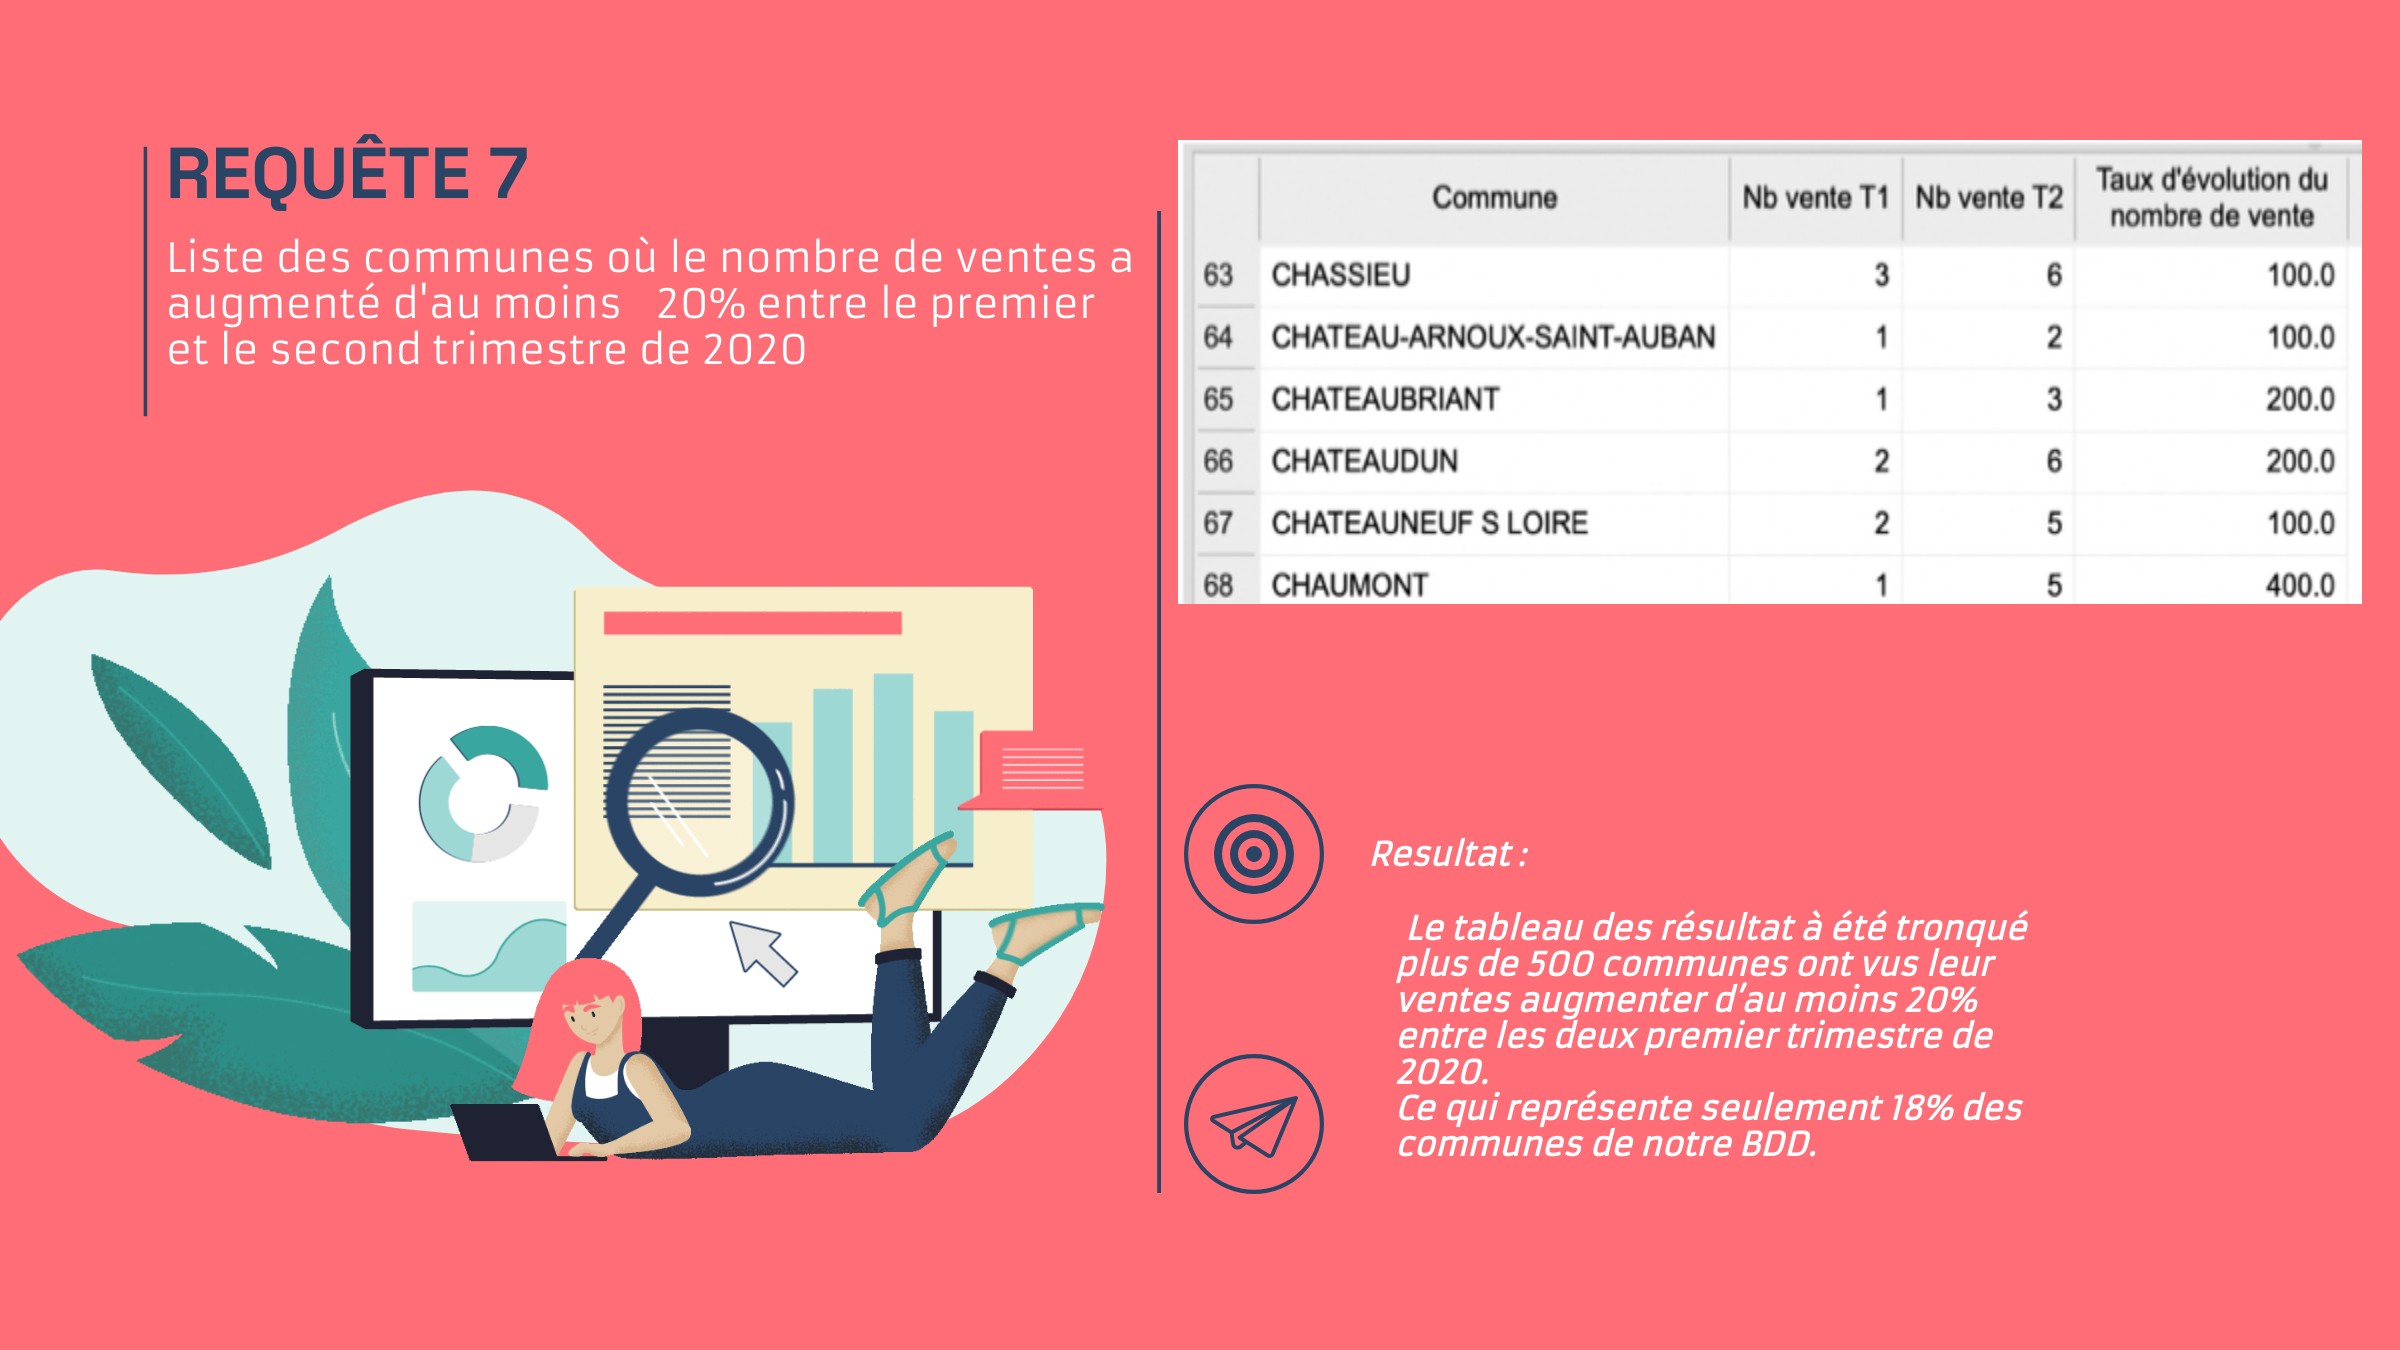 REQUÊTE 7
Liste des communes où le nombre de ventes a
augmenté d'au moins 20% entre le premier
et le second trimestre de 2020
Commune Nb vente T1 Nb vente T2 Taux d'évolution du nombre de vente
63 CHASSIEU 3 6 100.0
64 CHATEAU-ARNOUX-SAINT-AUBAN 1 2 100.0
65 CHATEAUBRIANT 1 3 200.0
66 CHATEAUDUN 2 6 200.0
67 CHATEAUNEUF S LOIRE 2 5 100.0
68 CHAUMONT 1 5 400.0
Resultat :
Le tableau des résultat à été tronqué
plus de 500 communes ont vus leur
ventes augmenter d’au moins 20%
entre les deux premier trimestre de
2020.
Ce qui représente seulement 18% des
communes de notre BDD.